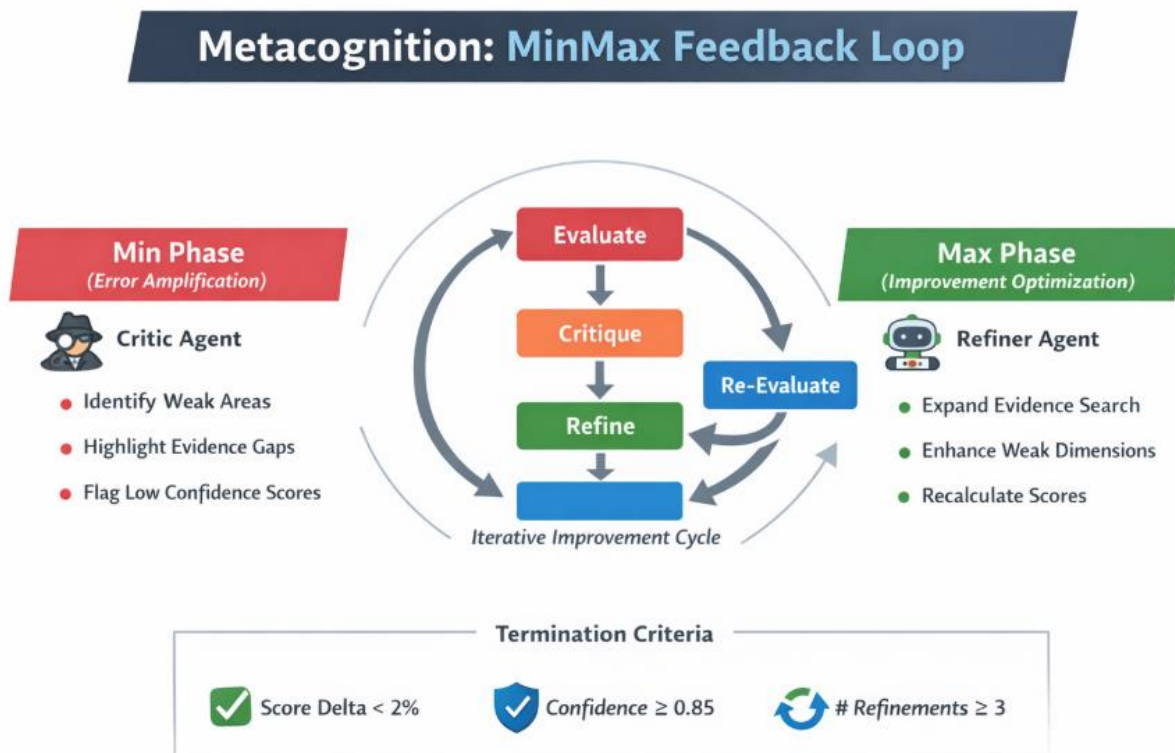 Metacognition: MinMax Feedback Loop
Min Phase
(Error Amplification)
Critic Agent
Identify Weak Areas
Highlight Evidence Gaps
Flag Low Confidence Scores
Evaluate
Critique
Re-Evaluate
Refine
Iterative Improvement Cycle
Max Phase
(Improvement Optimization)
Refiner Agent
Expand Evidence Search
Enhance Weak Dimensions
Recalculate Scores
Termination Criteria
Score Delta < 2%
Confidence ≥ 0.85
# Refinements ≥ 3